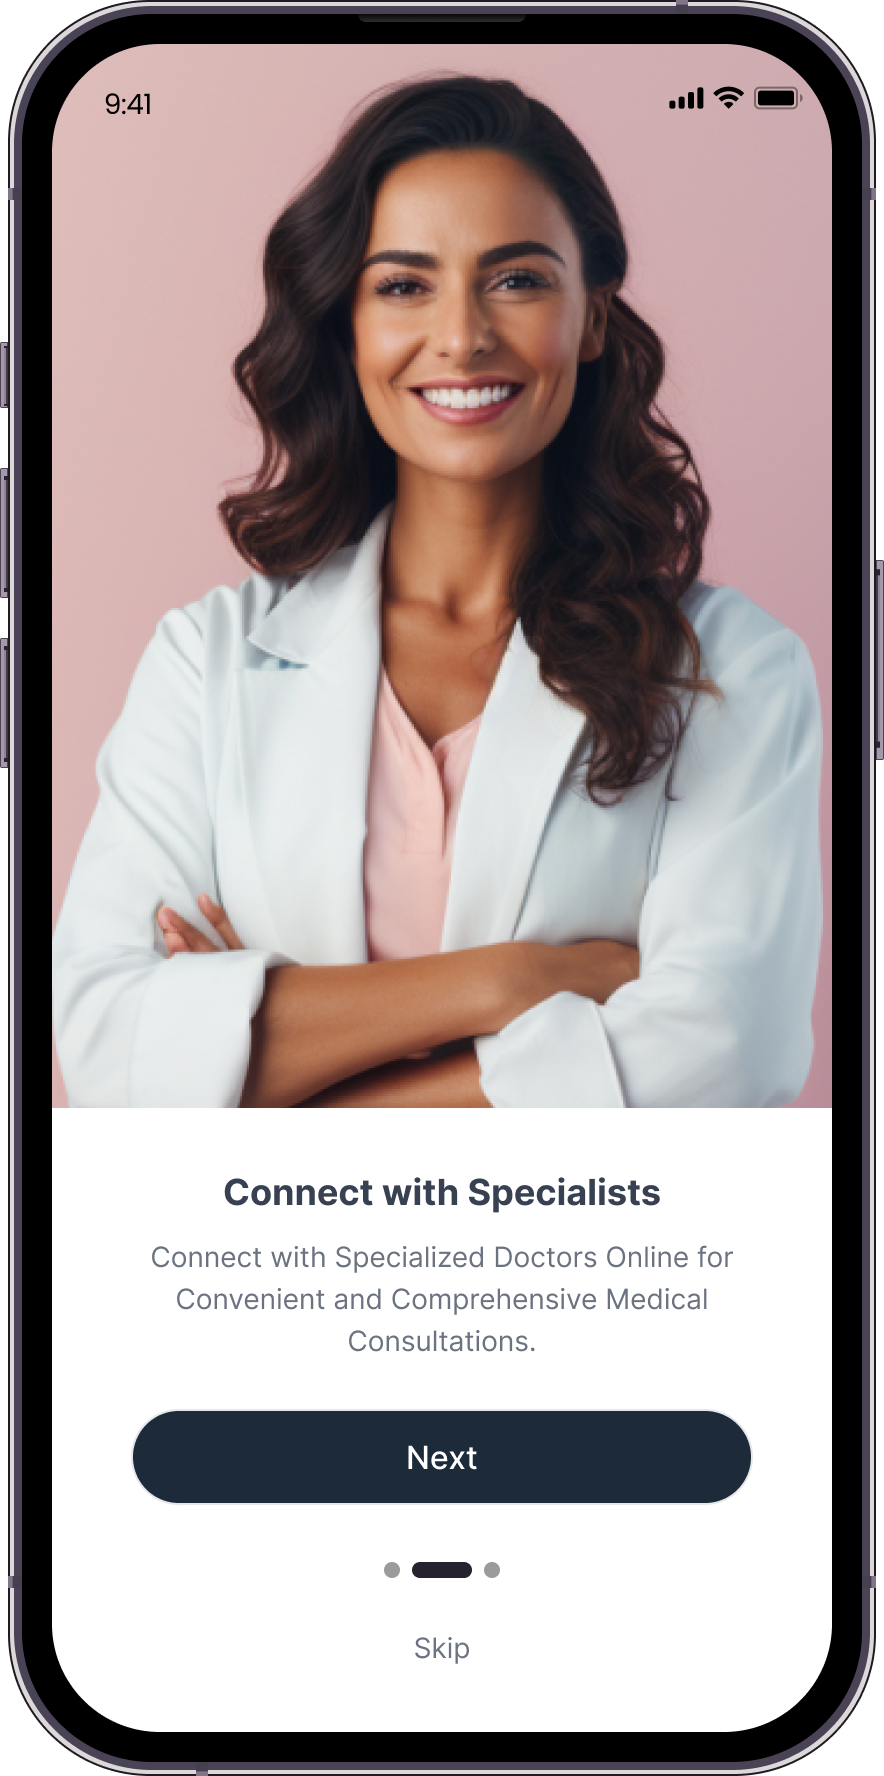 9:41
Connect with Specialists
Connect with Specialized Doctors Online for
Convenient and Comprehensive Medical
Consultations.
Next
Skip